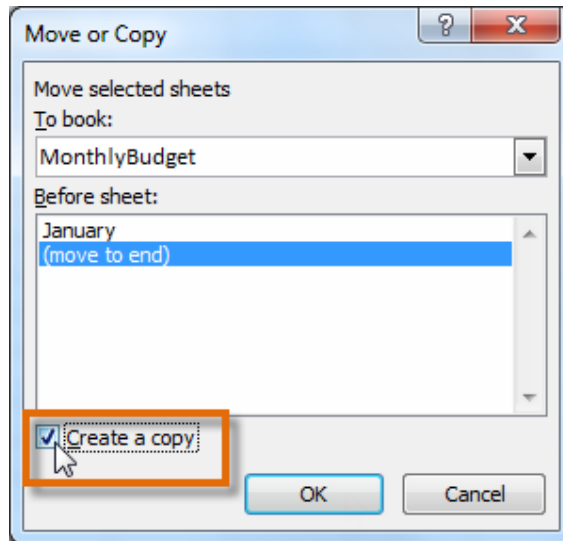 Move or Copy
Move selected sheets
To book:
MonthlyBudget
Before sheet:
January
(move to end)
Create a copy
OK Cancel